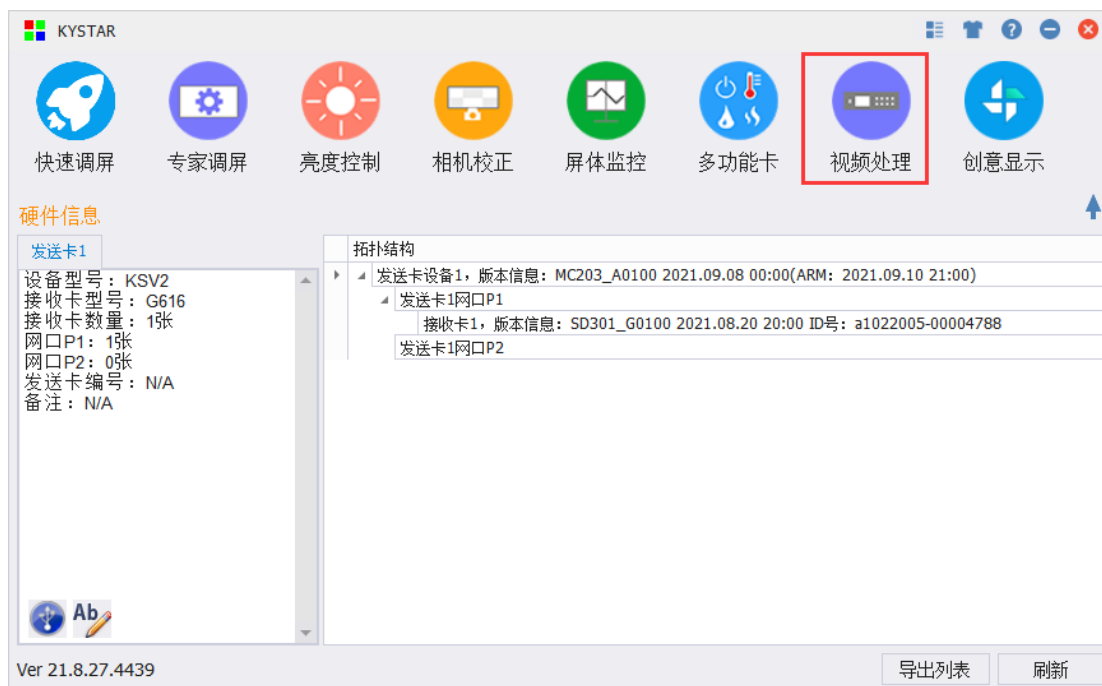 KYSTAR
快速调屏 专家调屏 亮度控制 相机校正 屏体监控 多功能卡 视频处理 创意显示
硬件信息
发送卡1
设备型号：KSV2
接收卡型号：G616
接收卡数量：1张
网口P1：1张
网口P2：0张
发送卡编号：N/A
备注：N/A
Ab
拓扑结构
发送卡设备1，版本信息：MC203_A0100 2021.09.08 00:00(ARM：2021.09.10 21:00)
发送卡1网口P1
接收卡1，版本信息：SD301_G0100 2021.08.20 20:00 ID号：a1022005-00004788
发送卡1网口P2
Ver 21.8.27.4439
导出列表 刷新